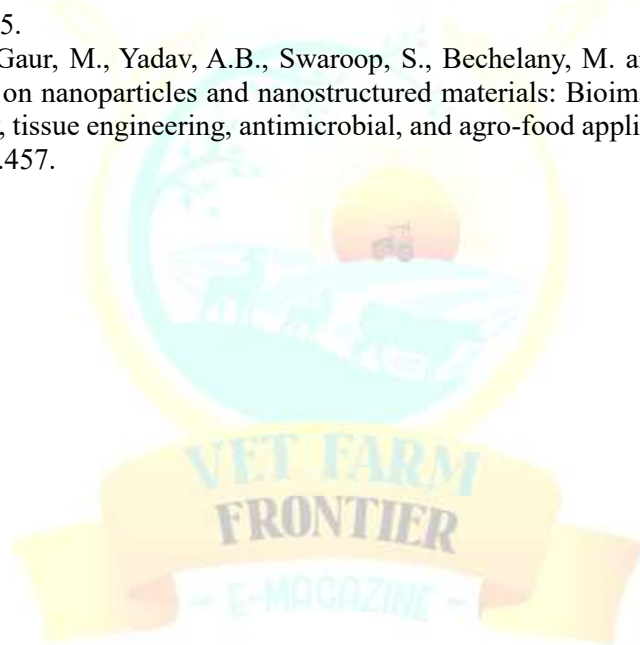 5.
Gaur, M., Yadav, A.B., Swaroop, S., Bechelany, M. a
on nanoparticles and nanostructured materials: Bioim
, tissue engineering, antimicrobial, and agro-food appli
.457.
VET FARM
FRONTIER
- E-MAGAZINE -